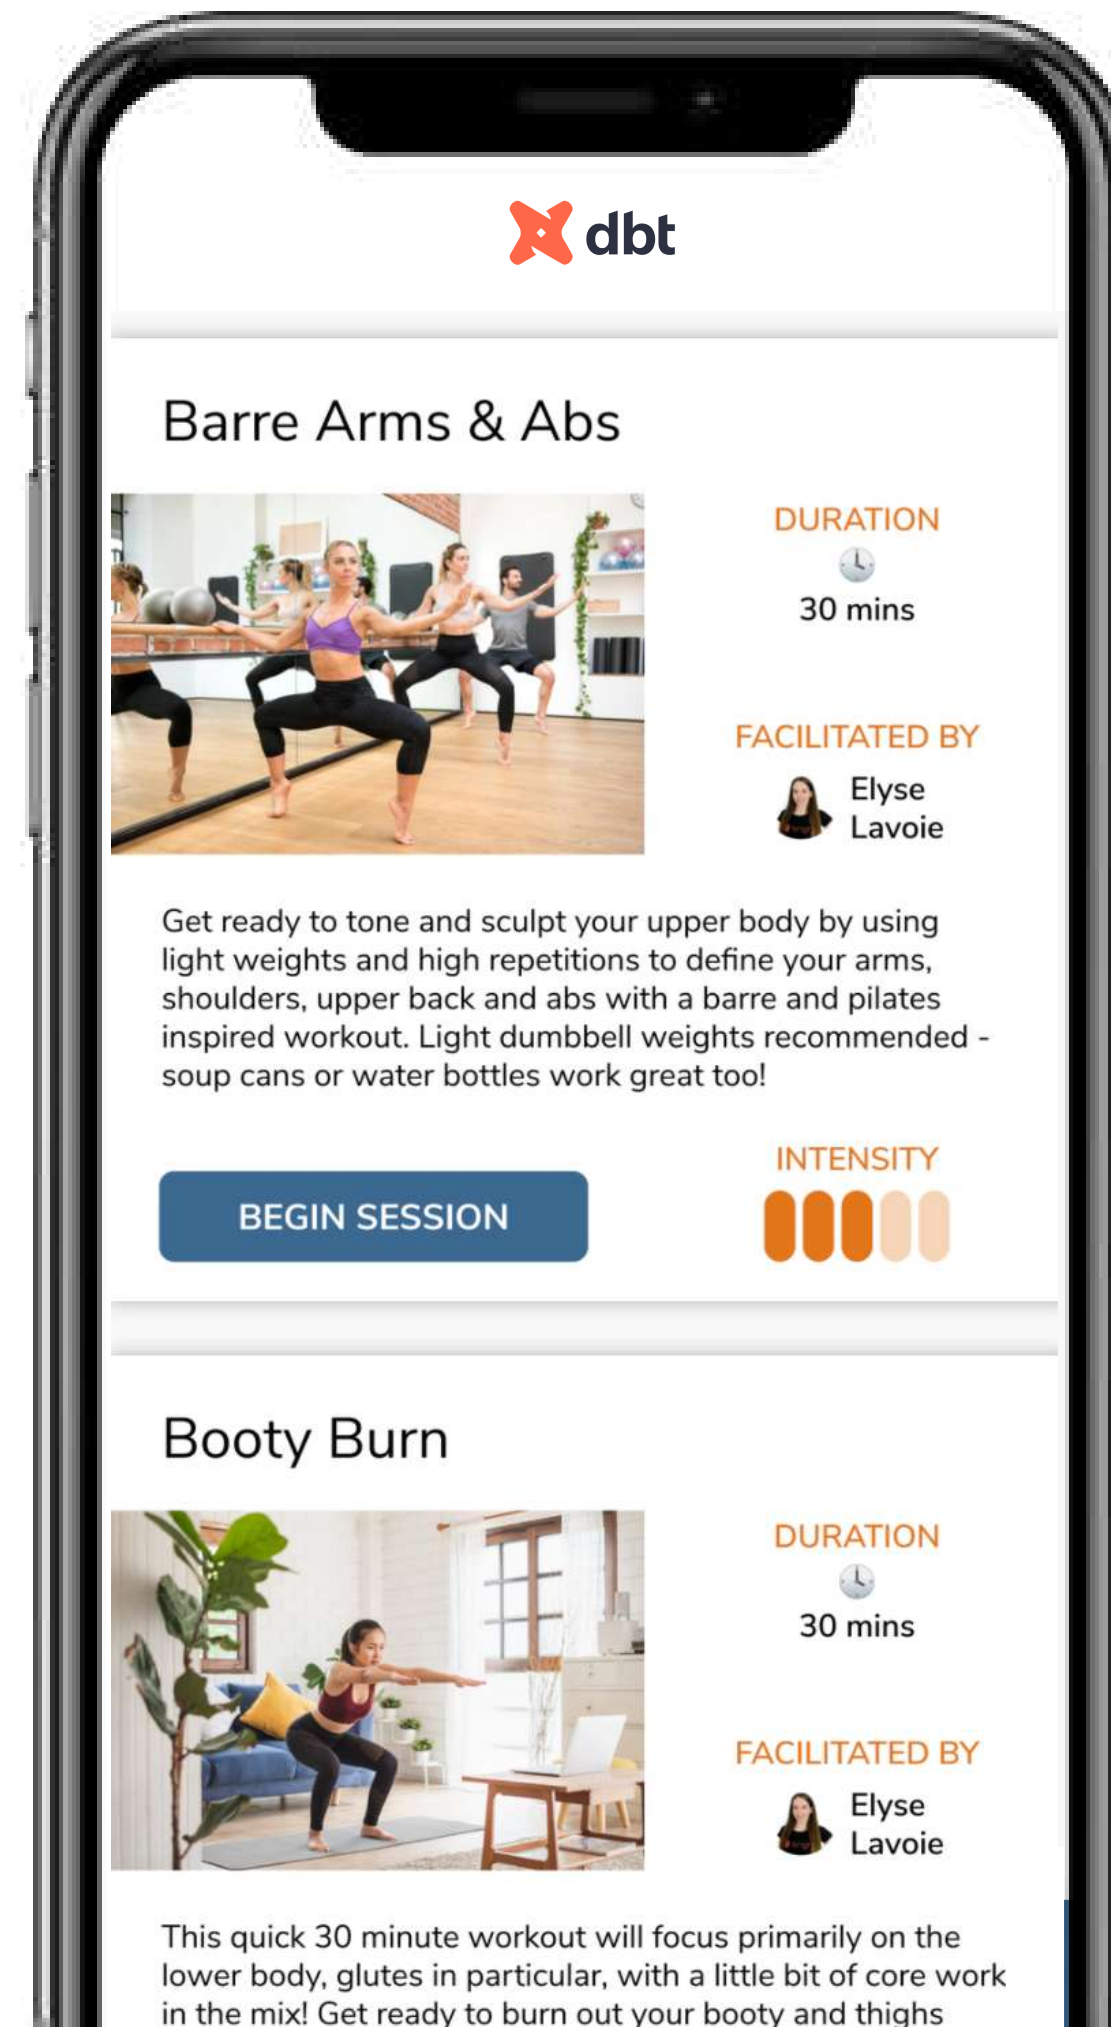 dbt
Barre Arms & Abs
DURATION
30 mins
FACILITATED BY
Elyse
Lavoie
Get ready to tone and sculpt your upper body by using
light weights and high repetitions to define your arms,
shoulders, upper back and abs with a barre and pilates
inspired workout. Light dumbbell weights recommended -
soup cans or water bottles work great too!
BEGIN SESSION
INTENSITY
Booty Burn
DURATION
30 mins
FACILITATED BY
Elyse
Lavoie
This quick 30 minute workout will focus primarily on the
lower body, glutes in particular, with a little bit of core work
in the mix! Get ready to burn out your booty and thighs